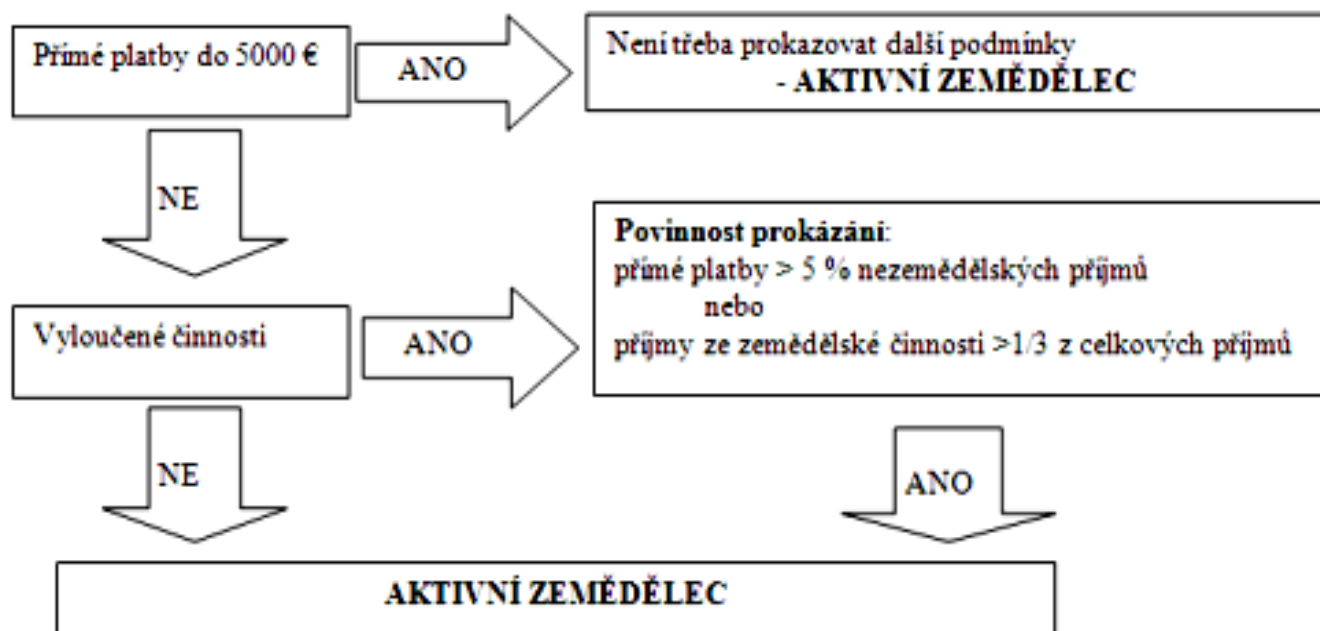 Přímé platby do 5000 €
ANO
Není třeba prokazovat další podmínky
- AKTIVNÍ ZEMĚDĚLEC
NE
Vyloučené činnosti
ANO
Povinnost prokázání:
přímé platby > 5 % nezemědělských příjmů
nebo
příjmy ze zemědělské činnosti >1/3 z celkových příjmů
NE
ANO
AKTIVNÍ ZEMĚDĚLEC